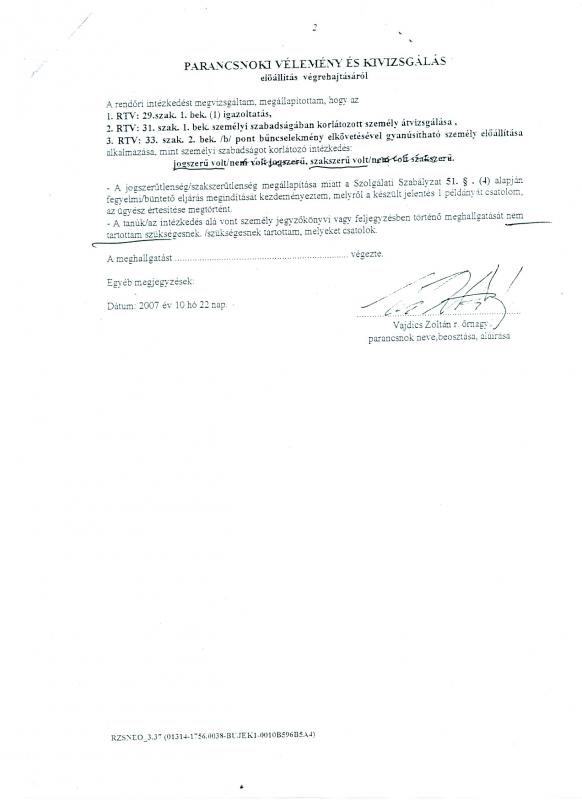 2
PARANCSNOKI VÉLEMÉNY ÉS KIVIZSGÁLÁS
előállítás végrehajtásáról
A rendőri intézkedést megvizsgáltam, megállapítottam, hogy az
1. RTV: 29.szak. 1. bek. (1) igazoltatás,
2. RTV: 31. szak. 1. bek. személyi szabadságában korlátozott személy átvizsgálása ,
3. RTV: 33. szak. 2. bek. /b/ pont bűncselekmény elkövetésével gyanúsítható személy előállítása
alkalmazása, mint személyi szabadságot korlátozó intézkedés:
jogszerű volt/nem volt jogszerű, szakszerű volt/nem volt szakszerű.
- A jogszerűtlenség/szakszerűtlenség megállapítása miatt a Szolgálati Szabályzat 51. § . (4) alapján
fegyelmi/büntető eljárás megindítását kezdeményeztem, melyről a készült jelentés 1 példányát csatolom,
az ügyész értesítése megtörtént.
- A tanúk/az intézkedés alá vont személy jegyzőkönyvi vagy feljegyzésben történő meghallgatását nem
tartottam szükségesnek. /szükségesnek tartottam, melyeket csatolok.
A meghallgatást ................................................................ végezte.
Egyéb megjegyzések:
Dátum: 2007 év 10 hó 22 nap.
Vajdics Zoltán r. őrnagy
parancsnok neve,beosztása, aláírása
RZSNEO_3.37 (01314-1756.0038-BUJEK1-0010B596B5A4)